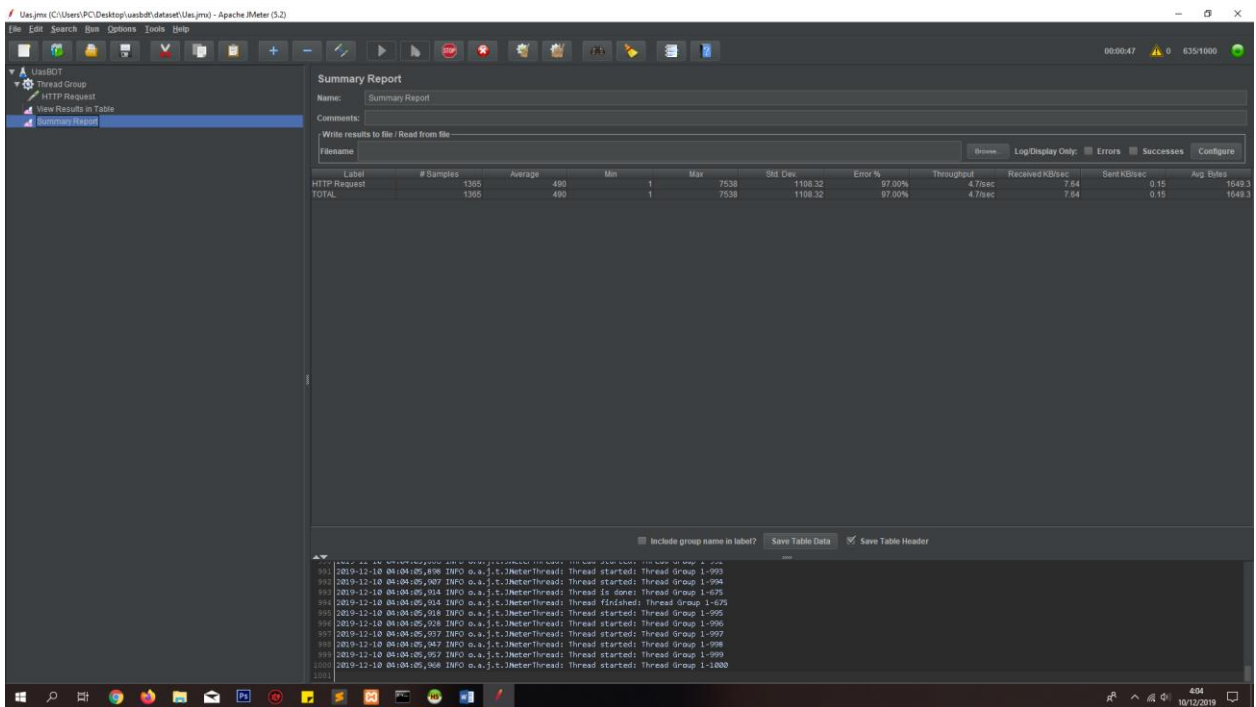 Uas.jmx (C:\Users\PC\Desktop\uasbdt\dataset\Uas.jmx) - Apache JMeter (5.2)
File Edit Search Run Options Tools Help
00:00:47 0 635/1000
UasBDT
Thread Group
HTTP Request
View Results in Table
Summary Report
Summary Report
Name: Summary Report
Comments:
Write results to file / Read from file
Filename Browse... Log/Display Only: Errors Successes Configure
Label # Samples Average Min Max Std. Dev. Error % Throughput Received KB/sec Sent KB/sec Avg. Bytes
HTTP Request 1365 490 1 7538 1108.32 97.00% 4.7/sec 7.64 0.15 1649.3
TOTAL 1365 490 1 7538 1108.32 97.00% 4.7/sec 7.64 0.15 1649.3
Include group name in label? Save Table Data Save Table Header
991 2019-12-10 04:04:05,898 INFO o.a.j.t.JMeterThread: Thread started: Thread Group 1-993
992 2019-12-10 04:04:05,907 INFO o.a.j.t.JMeterThread: Thread started: Thread Group 1-994
993 2019-12-10 04:04:05,914 INFO o.a.j.t.JMeterThread: Thread is done: Thread Group 1-675
994 2019-12-10 04:04:05,914 INFO o.a.j.t.JMeterThread: Thread finished: Thread Group 1-675
995 2019-12-10 04:04:05,918 INFO o.a.j.t.JMeterThread: Thread started: Thread Group 1-995
996 2019-12-10 04:04:05,928 INFO o.a.j.t.JMeterThread: Thread started: Thread Group 1-996
997 2019-12-10 04:04:05,937 INFO o.a.j.t.JMeterThread: Thread started: Thread Group 1-997
998 2019-12-10 04:04:05,947 INFO o.a.j.t.JMeterThread: Thread started: Thread Group 1-998
999 2019-12-10 04:04:05,957 INFO o.a.j.t.JMeterThread: Thread started: Thread Group 1-999
1000 2019-12-10 04:04:05,968 INFO o.a.j.t.JMeterThread: Thread started: Thread Group 1-1000
1001
4:04
10/12/2019